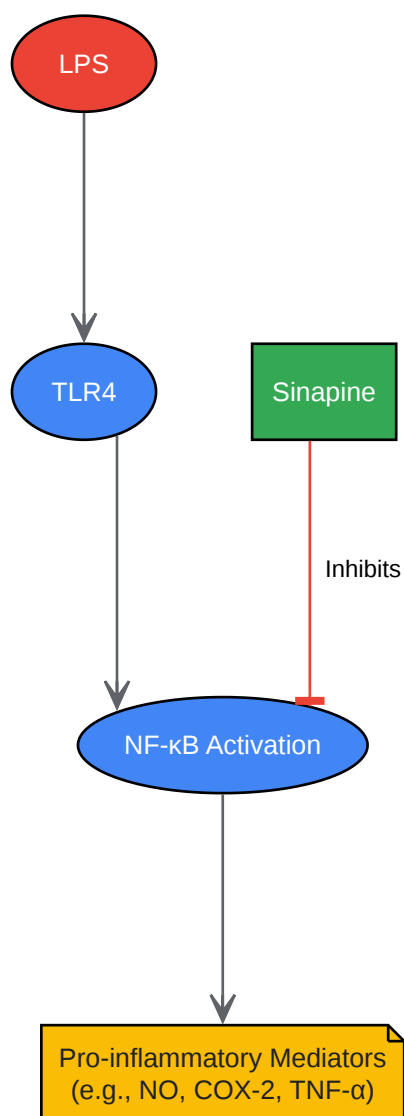 LPS
TLR4
Sinapine
Inhibits
NF-κB Activation
Pro-inflammatory Mediators
(e.g., NO, COX-2, TNF-α)